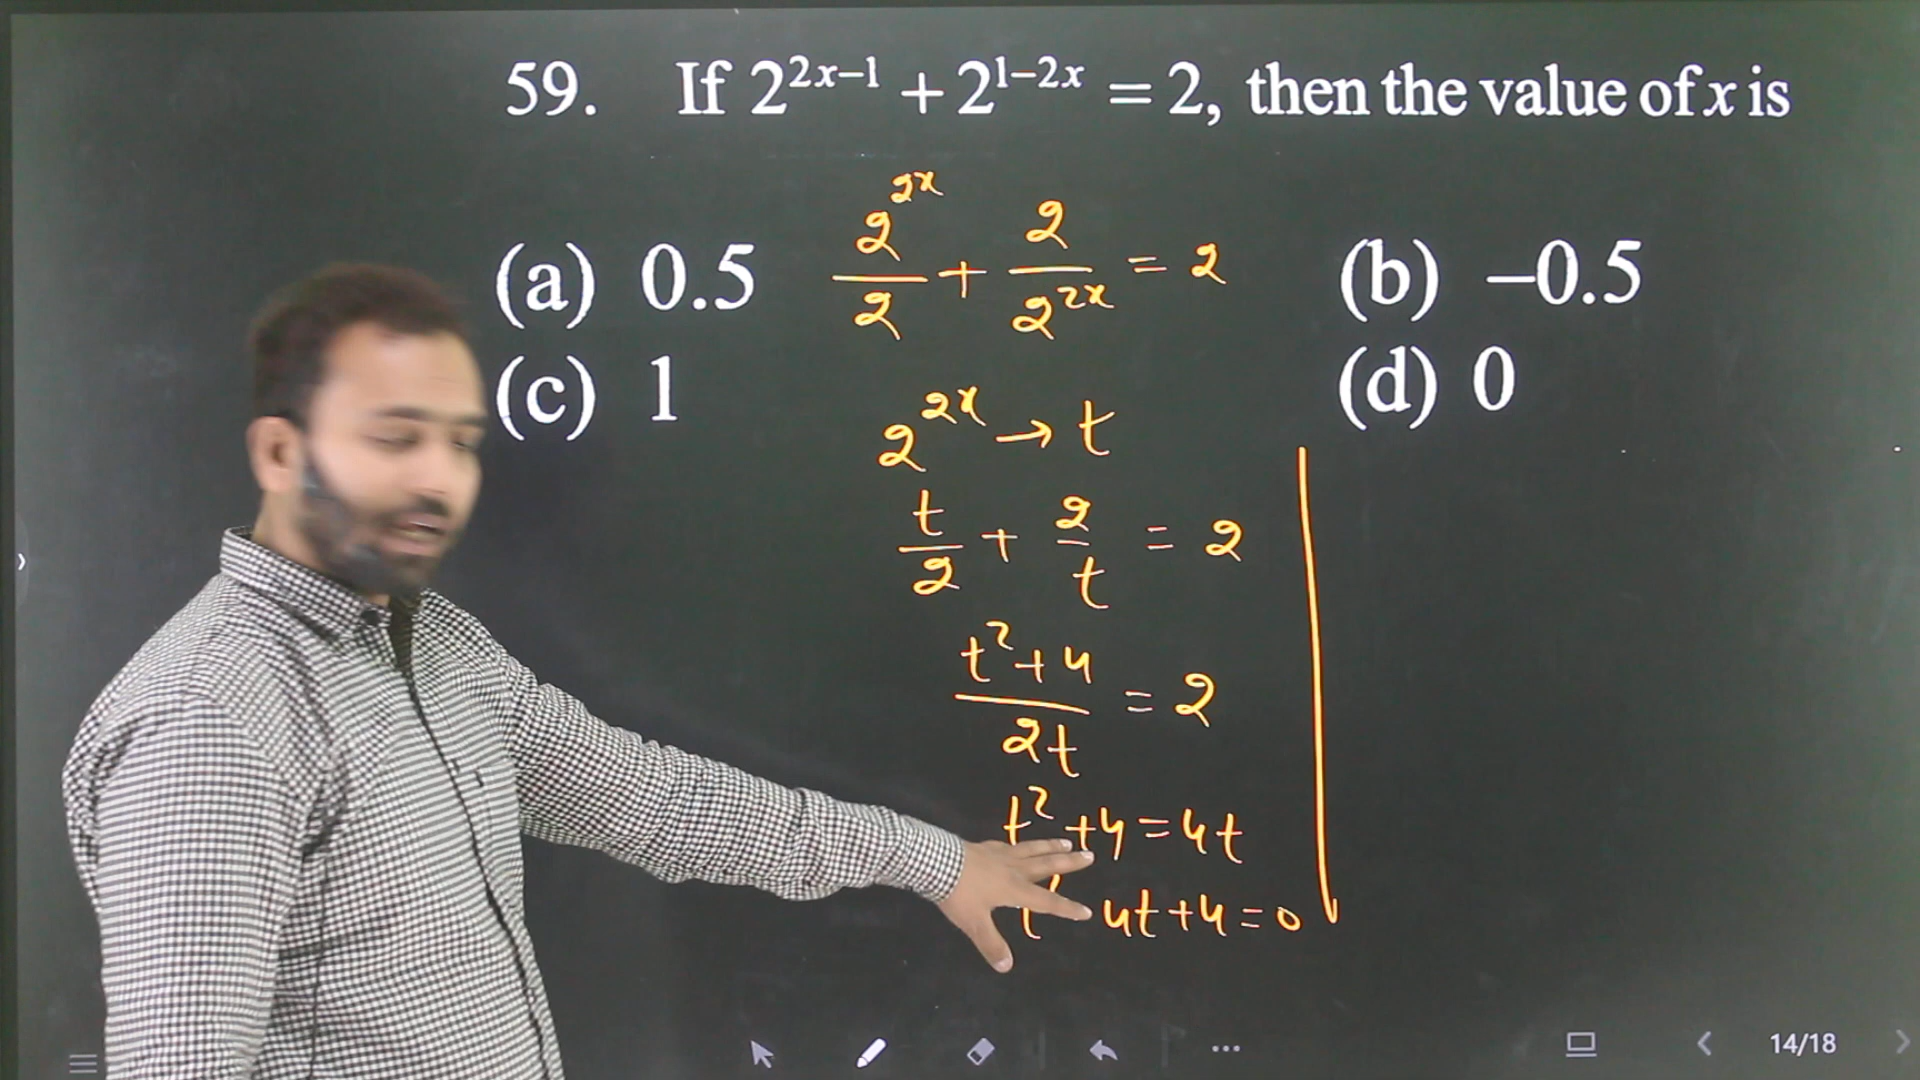 59. If 2^{2x−1} + 2^{1−2x} = 2, then the value of x is
(a) 0.5
(b) –0.5
(c) 1
(d) 0
2^{2x}/2 + 2/2^{2x} = 2
2^{2x} → t
t/2 + 2/t = 2
(t² + 4)/2t = 2
t² + 4 = 4t
4t + 4 = 0
14/18